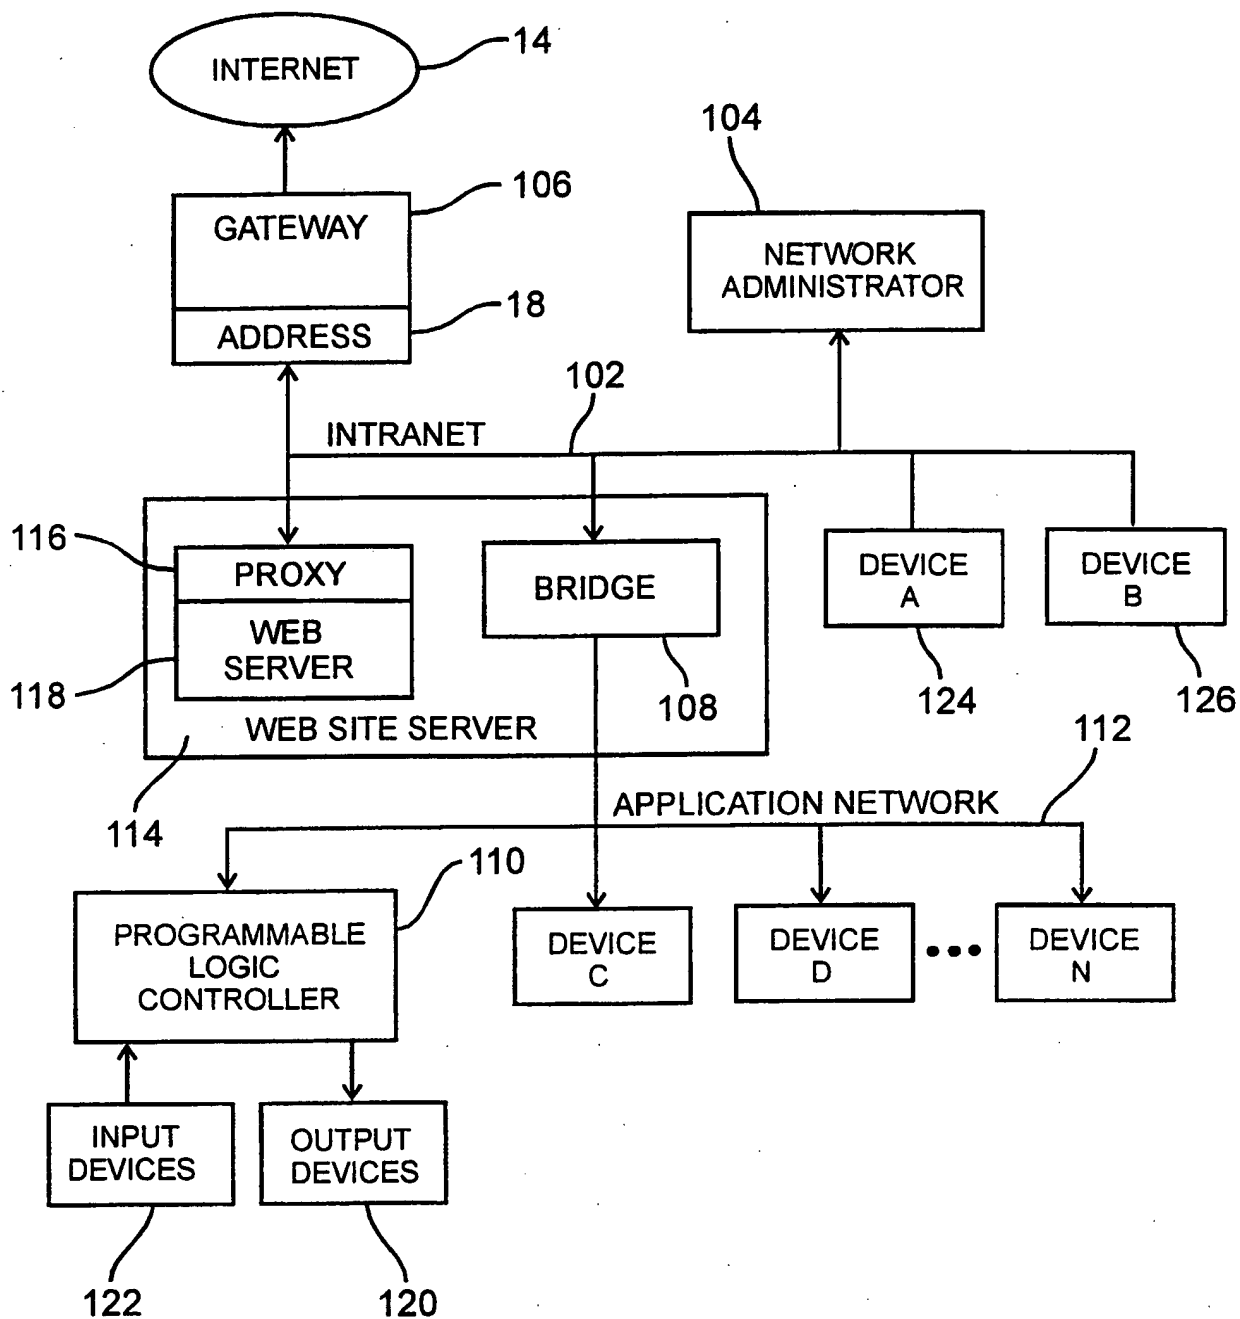 INTERNET
14
104
106
GATEWAY
NETWORK
ADMINISTRATOR
18
ADDRESS
102
INTRANET
116
PROXY
BRIDGE
DEVICE
A
DEVICE
B
WEB
SERVER
118
108
124
126
WEB SITE SERVER
112
114
APPLICATION NETWORK
110
PROGRAMMABLE
LOGIC
CONTROLLER
DEVICE
C
DEVICE
D
DEVICE
N
INPUT
DEVICES
OUTPUT
DEVICES
122
120